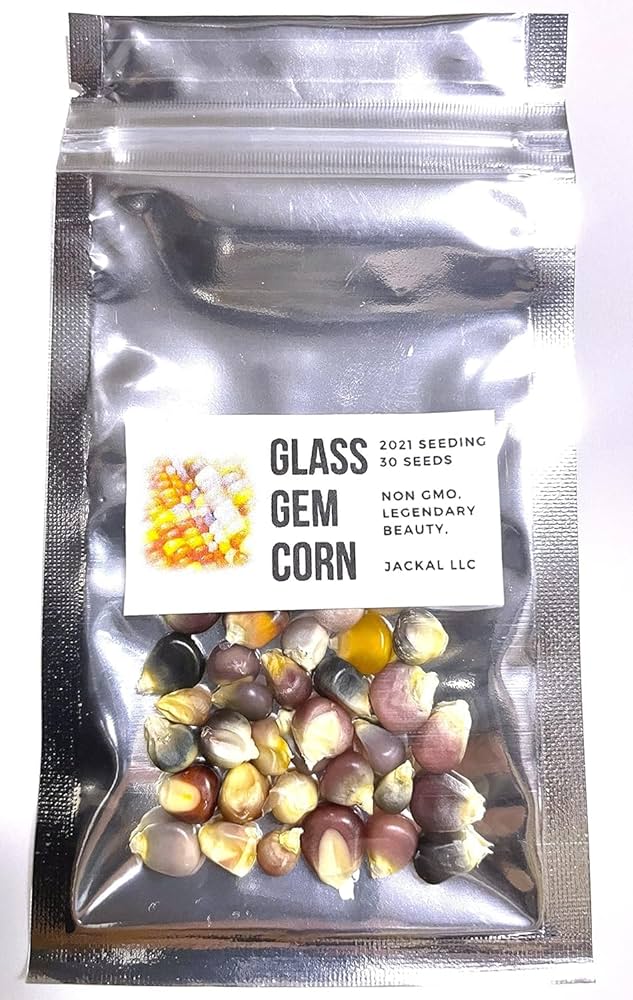 GLASS
GEM
CORN
2021 SEEDING
30 SEEDS
NON GMO.
LEGENDARY
BEAUTY.
JACKAL LLC